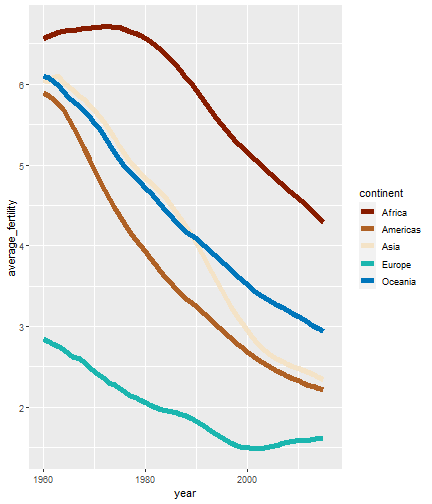 average_fertility
6
5
4
3
2
1960
1980
2000
year
continent
Africa
Americas
Asia
Europe
Oceania